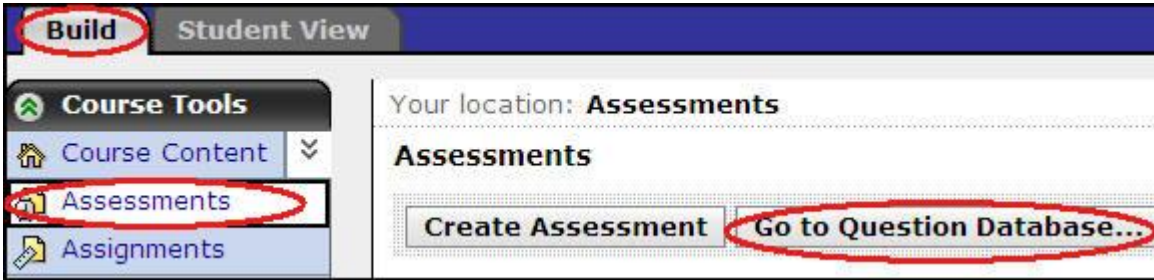 Build Student View
Course Tools
Course Content
Assessments
Assignments
Your location: Assessments
Assessments
Create Assessment Go to Question Database...